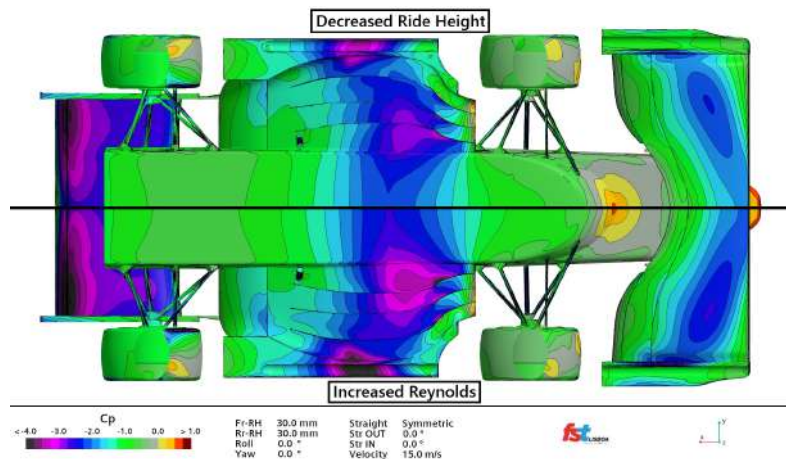 Decreased Ride Height
Increased Reynolds
Cp
<-4.0 -3.0 -2.0 -1.0 0.0 > 1.0
Fr-RH 30.0 mm Straight Symmetric
Rr-RH 30.0 mm Str OUT 0.0 °
Roll 0.0 ° Str IN 0.0 °
Yaw 0.0 ° Velocity 15.0 m/s
fst LISBOA
y
x z